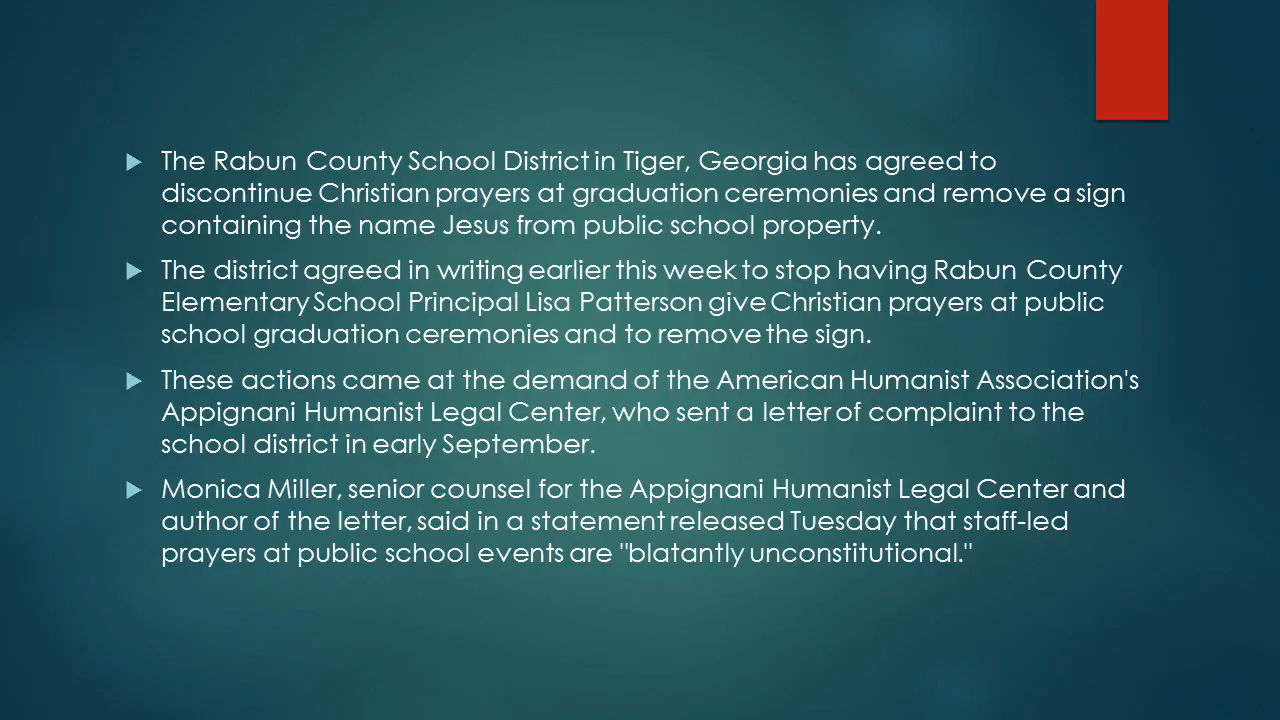 The Rabun County School District in Tiger, Georgia has agreed to
discontinue Christian prayers at graduation ceremonies and remove a sign
containing the name Jesus from public school property.
The district agreed in writing earlier this week to stop having Rabun County
Elementary School Principal Lisa Patterson give Christian prayers at public
school graduation ceremonies and to remove the sign.
These actions came at the demand of the American Humanist Association's
Appignani Humanist Legal Center, who sent a letter of complaint to the
school district in early September.
Monica Miller, senior counsel for the Appignani Humanist Legal Center and
author of the letter, said in a statement released Tuesday that staff-led
prayers at public school events are "blatantly unconstitutional."